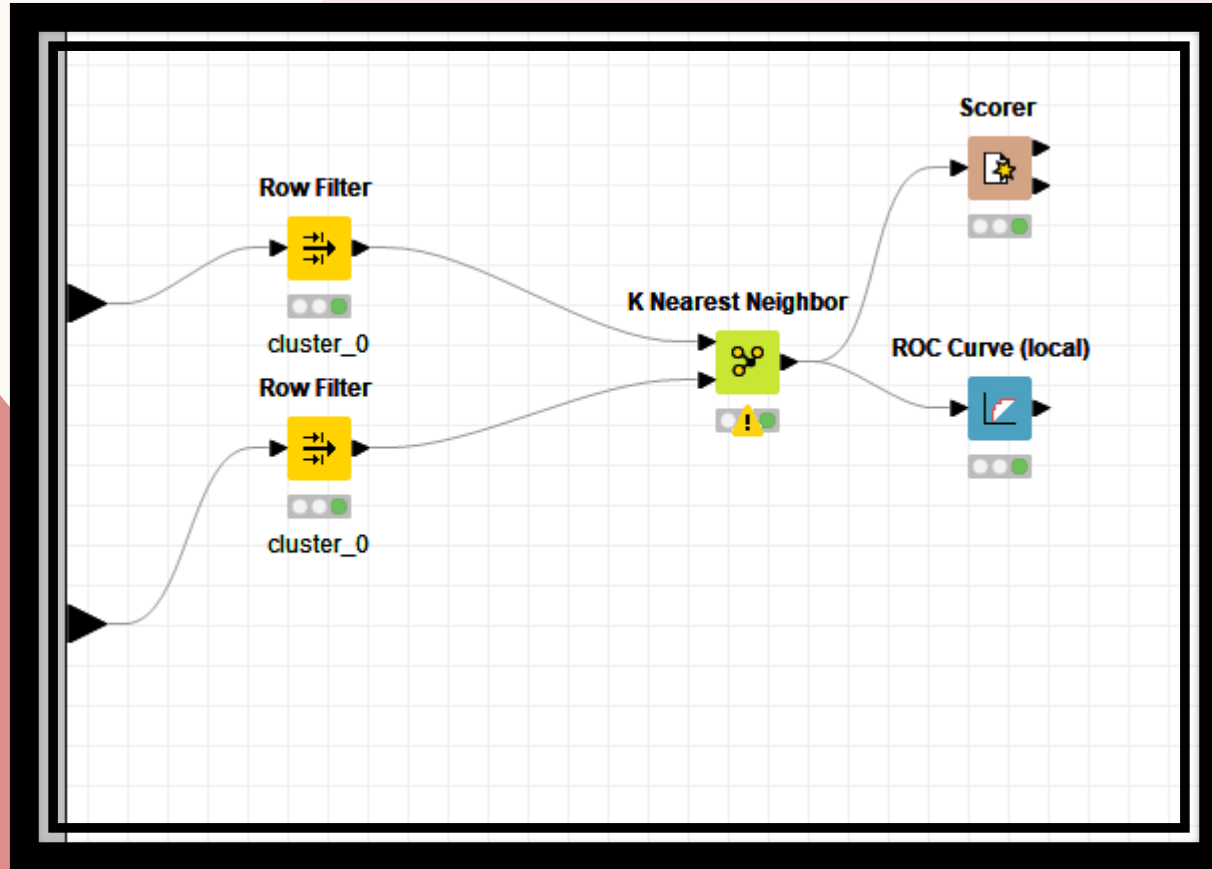 Scorer
Row Filter
K Nearest Neighbor
cluster_0
ROC Curve (local)
Row Filter
cluster_0